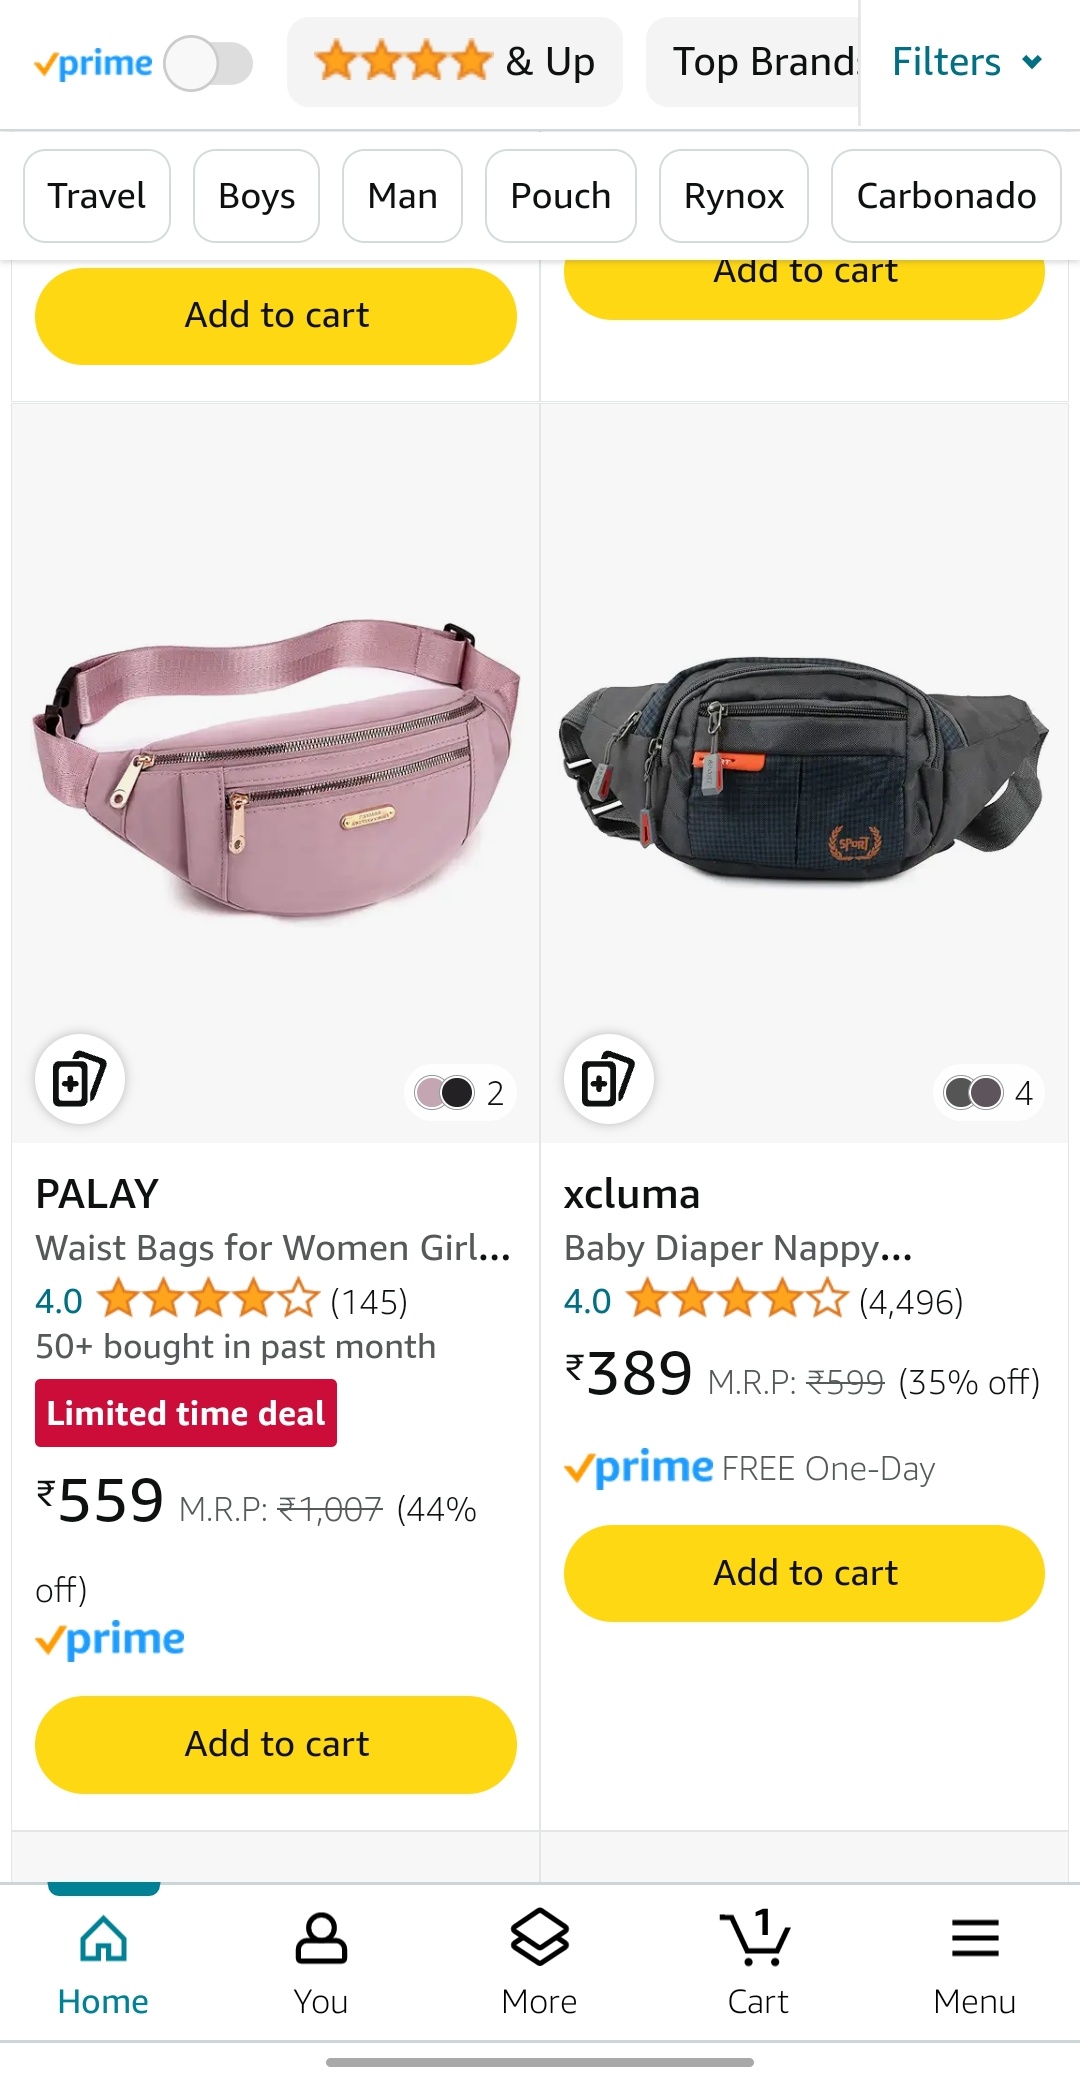 prime
& Up
Top Brand
Filters
Travel
Boys
Man
Pouch
Rynox
Carbonado
Add to cart
Add to cart
SPORT
2
4
PALAY
Waist Bags for Women Girl...
4.0 (145)
50+ bought in past month
Limited time deal
₹559 M.R.P: ₹1,007 (44%
off)
prime
Add to cart
xcluma
Baby Diaper Nappy...
4.0 (4,496)
₹389 M.R.P: ₹599 (35% off)
prime FREE One-Day
Add to cart
Home
You
More
1
Cart
Menu